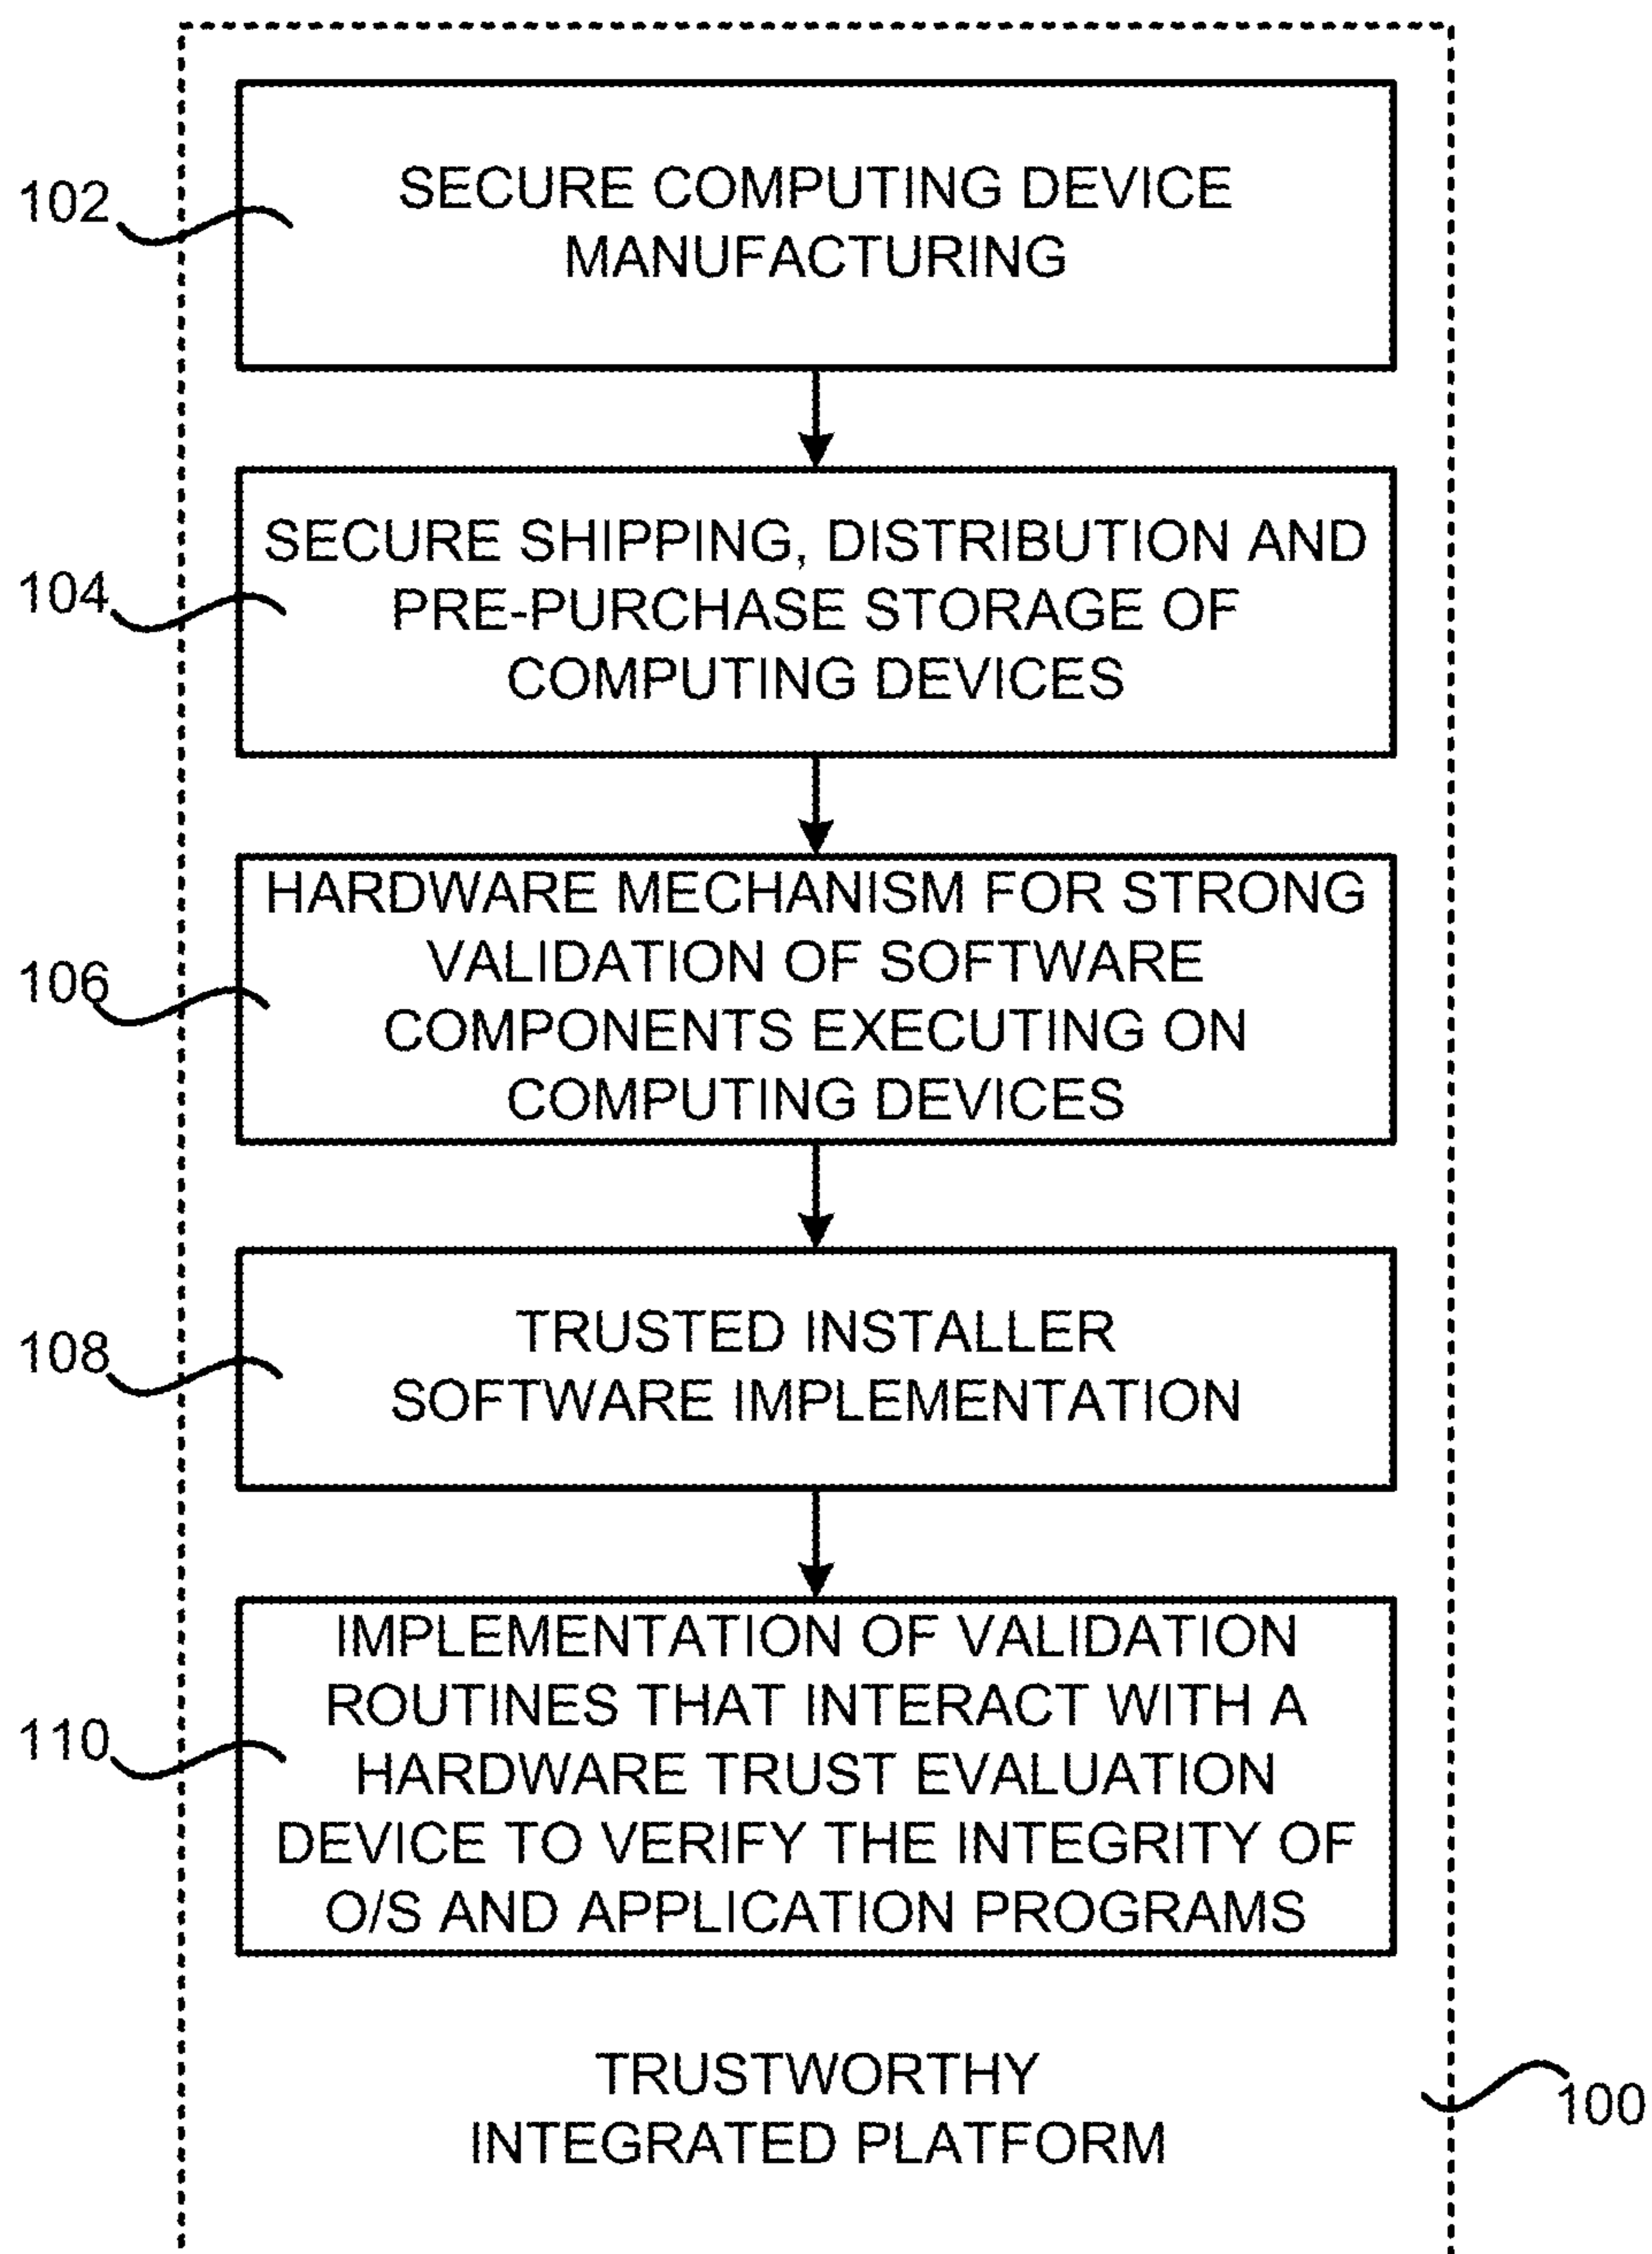 102
SECURE COMPUTING DEVICE
MANUFACTURING
104
SECURE SHIPPING, DISTRIBUTION AND
PRE-PURCHASE STORAGE OF
COMPUTING DEVICES
106
HARDWARE MECHANISM FOR STRONG
VALIDATION OF SOFTWARE
COMPONENTS EXECUTING ON
COMPUTING DEVICES
108
TRUSTED INSTALLER
SOFTWARE IMPLEMENTATION
110
IMPLEMENTATION OF VALIDATION
ROUTINES THAT INTERACT WITH A
HARDWARE TRUST EVALUATION
DEVICE TO VERIFY THE INTEGRITY OF
O/S AND APPLICATION PROGRAMS
TRUSTWORTHY
INTEGRATED PLATFORM
100